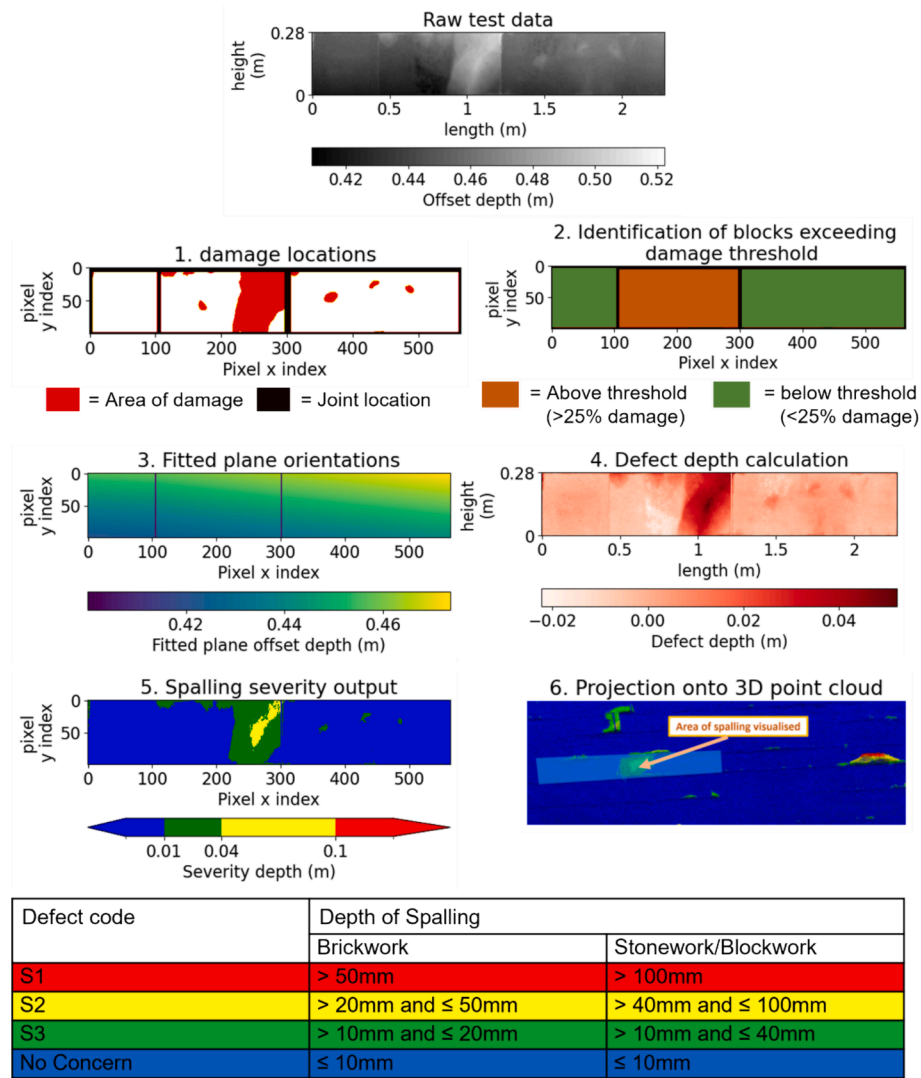 Raw test data
0.28
height
(m)
0
0 0.5 1 1.5 2
length (m)
0.42 0.44 0.46 0.48 0.50 0.52
Offset depth (m)
1. damage locations
pixel
y index
0
50
0 100 200 300 400 500
Pixel x index
= Area of damage = Joint location
2. Identification of blocks exceeding
damage threshold
pixel
y index
0
50
0 100 200 300 400 500
Pixel x index
= Above threshold
(>25% damage)
= below threshold
(<25% damage)
3. Fitted plane orientations
pixel
y index
0
50
0 100 200 300 400 500
Pixel x index
0.42 0.44 0.46
Fitted plane offset depth (m)
4. Defect depth calculation
0.28
height
(m)
0
0 0.5 1 1.5 2
length (m)
−0.02 0.00 0.02 0.04
Defect depth (m)
5. Spalling severity output
pixel
y index
0
50
0 100 200 300 400 500
Pixel x index
0.01 0.04 0.1
Severity depth (m)
6. Projection onto 3D point cloud
Area of spalling visualised
Defect code Depth of Spalling
Brickwork Stonework/Blockwork
S1 > 50mm > 100mm
S2 > 20mm and ≤ 50mm > 40mm and ≤ 100mm
S3 > 10mm and ≤ 20mm > 10mm and ≤ 40mm
No Concern ≤ 10mm ≤ 10mm